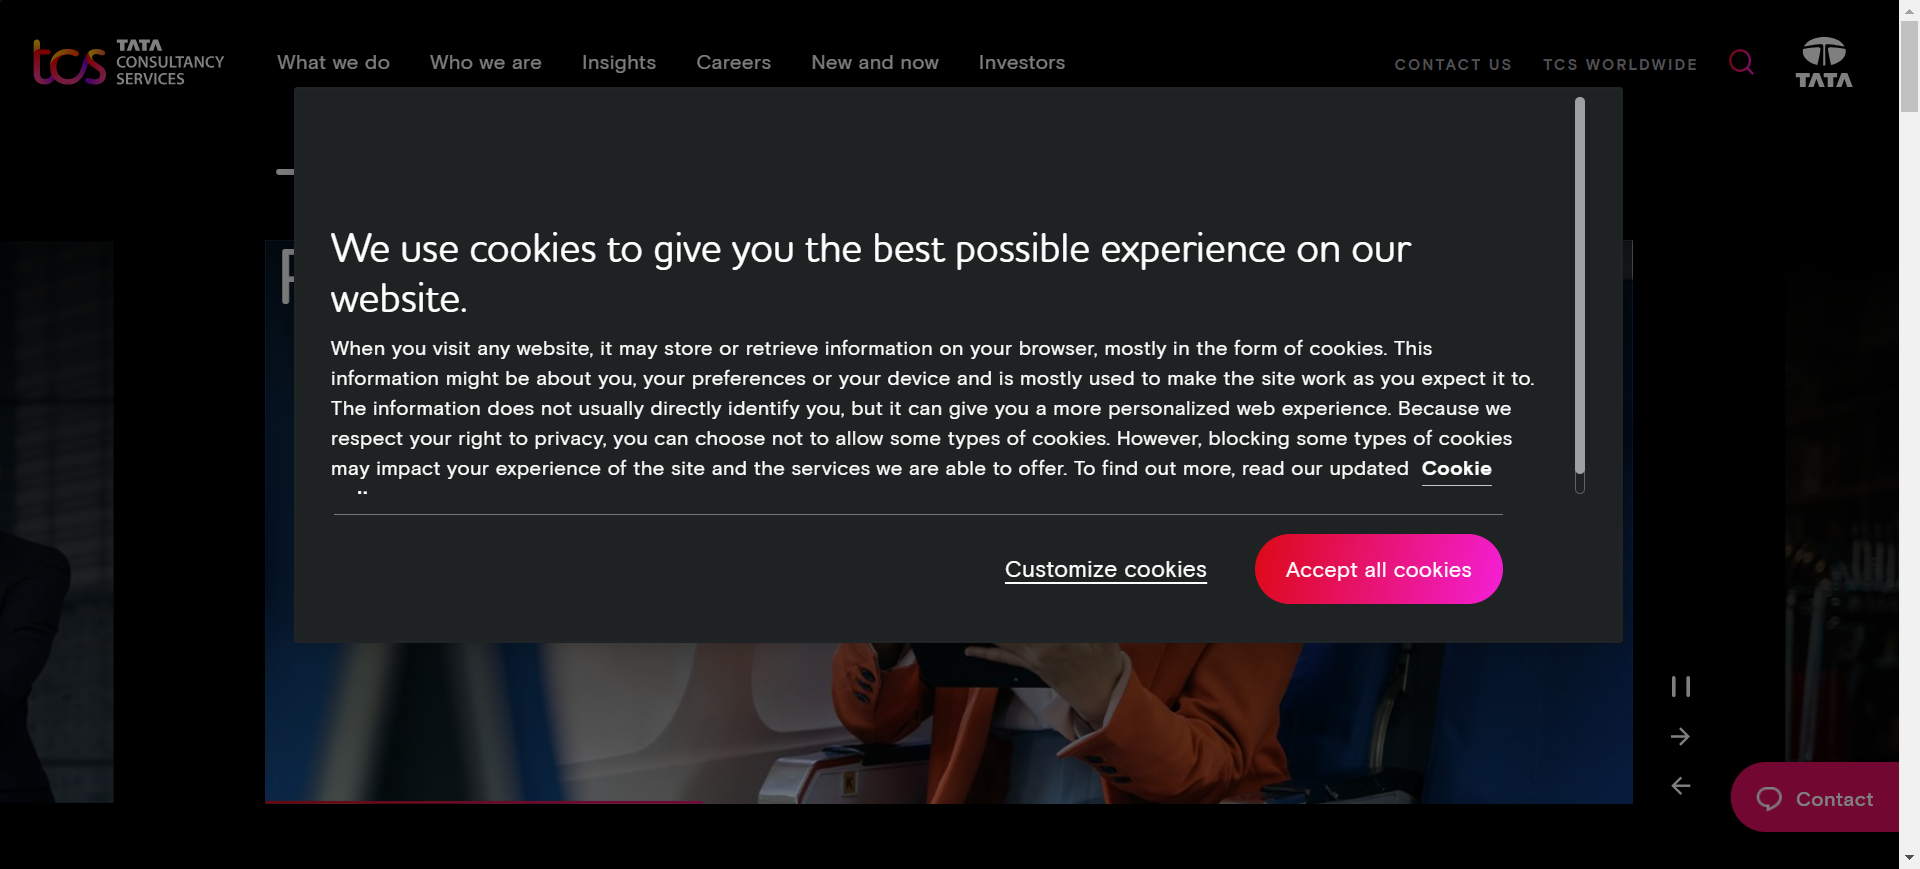 tcs TATA CONSULTANCY SERVICES
What we do
Who we are
Insights
Careers
New and now
Investors
CONTACT US
TCS WORLDWIDE
TATA
We use cookies to give you the best possible experience on our
website.
When you visit any website, it may store or retrieve information on your browser, mostly in the form of cookies. This
information might be about you, your preferences or your device and is mostly used to make the site work as you expect it to.
The information does not usually directly identify you, but it can give you a more personalized web experience. Because we
respect your right to privacy, you can choose not to allow some types of cookies. However, blocking some types of cookies
may impact your experience of the site and the services we are able to offer. To find out more, read our updated Cookie
Customize cookies
Accept all cookies
Contact